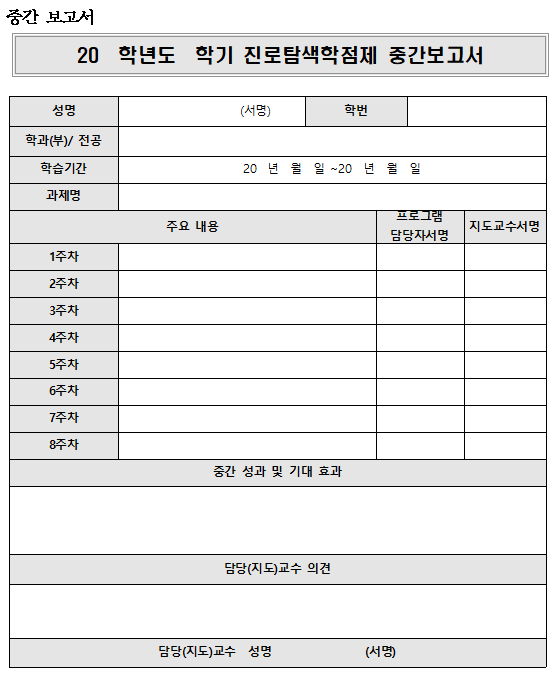 중간 보고서
20 학년도 학기 진로탐색학점제 중간보고서
성명 (서명) 학번
학과(부)/ 전공
학습기간 20 년 월 일 ~20 년 월 일
과제명
주요 내용 프로그램 담당자서명 지도교수서명
1주차
2주차
3주차
4주차
5주차
6주차
7주차
8주차
중간 성과 및 기대 효과
담당(지도)교수 의견
담당(지도)교수 성명 (서명)